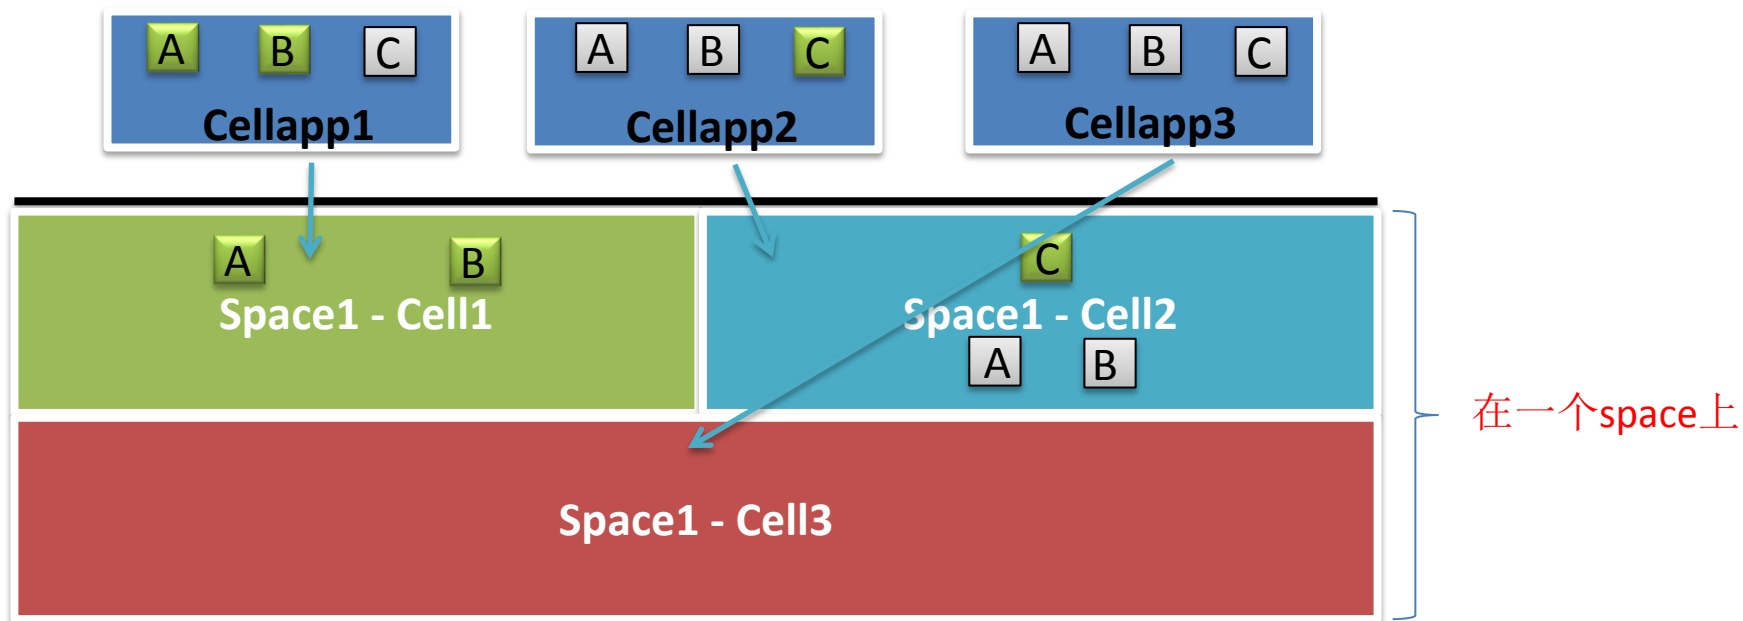 A B C
Cellapp1
A B C
Cellapp2
A B C
Cellapp3
A B
Space1 - Cell1
C
Space1 - Cell2
A B
Space1 - Cell3
在一个space上